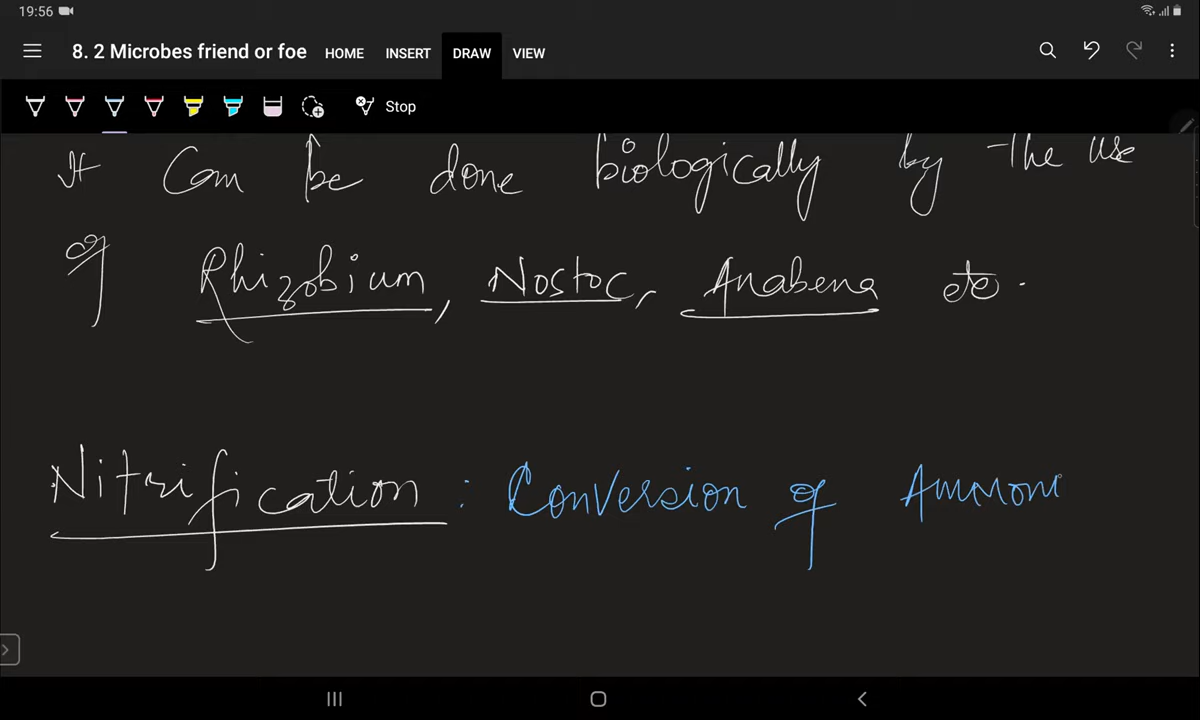 19:56
8. 2 Microbes friend or foe HOME INSERT DRAW VIEW
Stop
It Can be done biologically by the use
of Rhizobium, Nostoc, Anabena etc.
Nitrification : Conversion of Ammoni